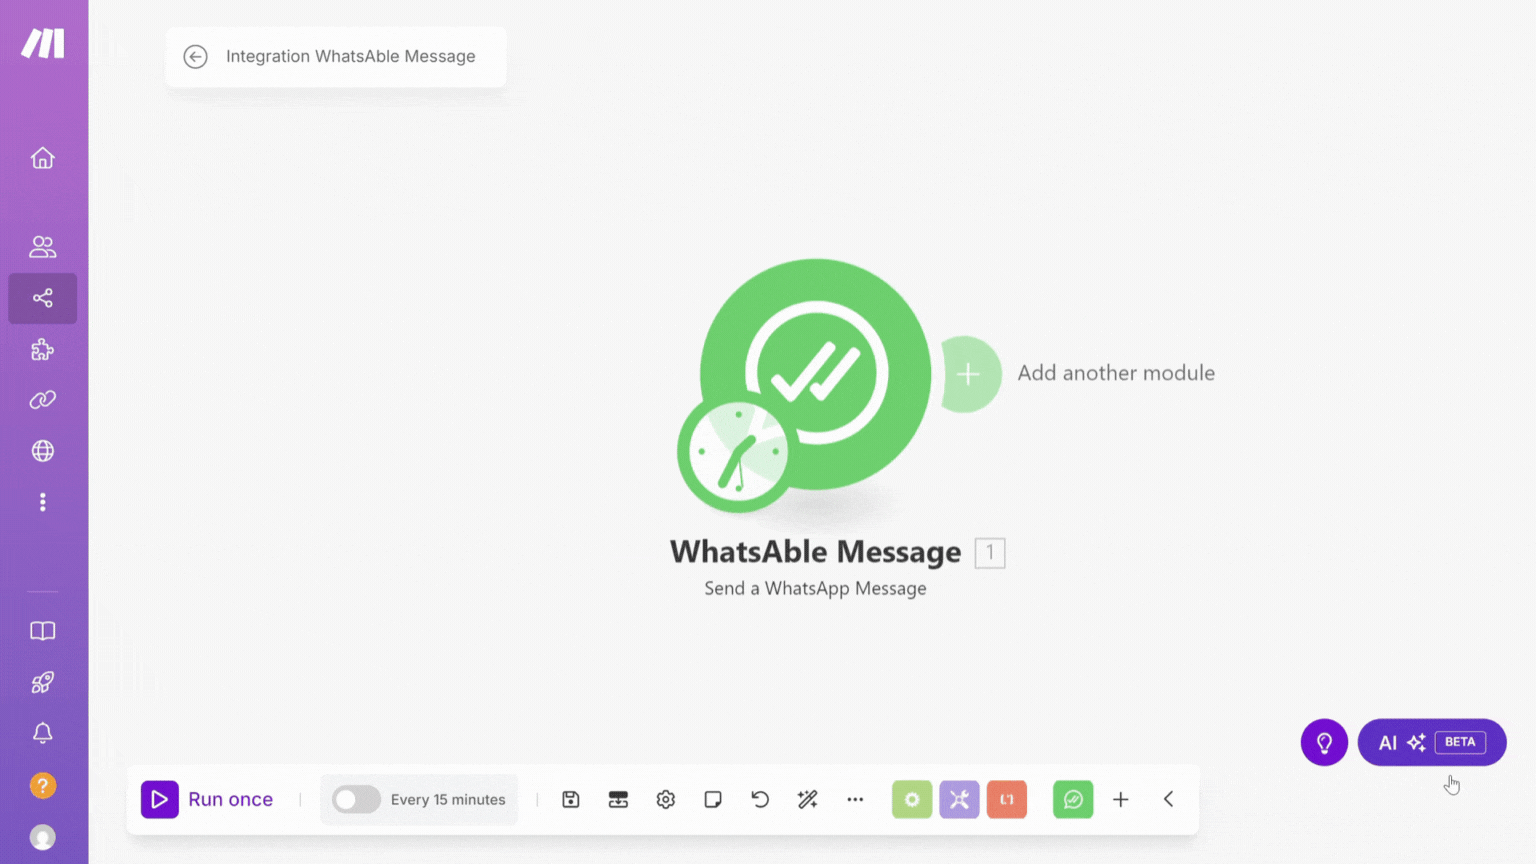 Integration WhatsAble Message
Add another module
WhatsAble Message 1
Send a WhatsApp Message
AI BETA
Run once
Every 15 minutes
?